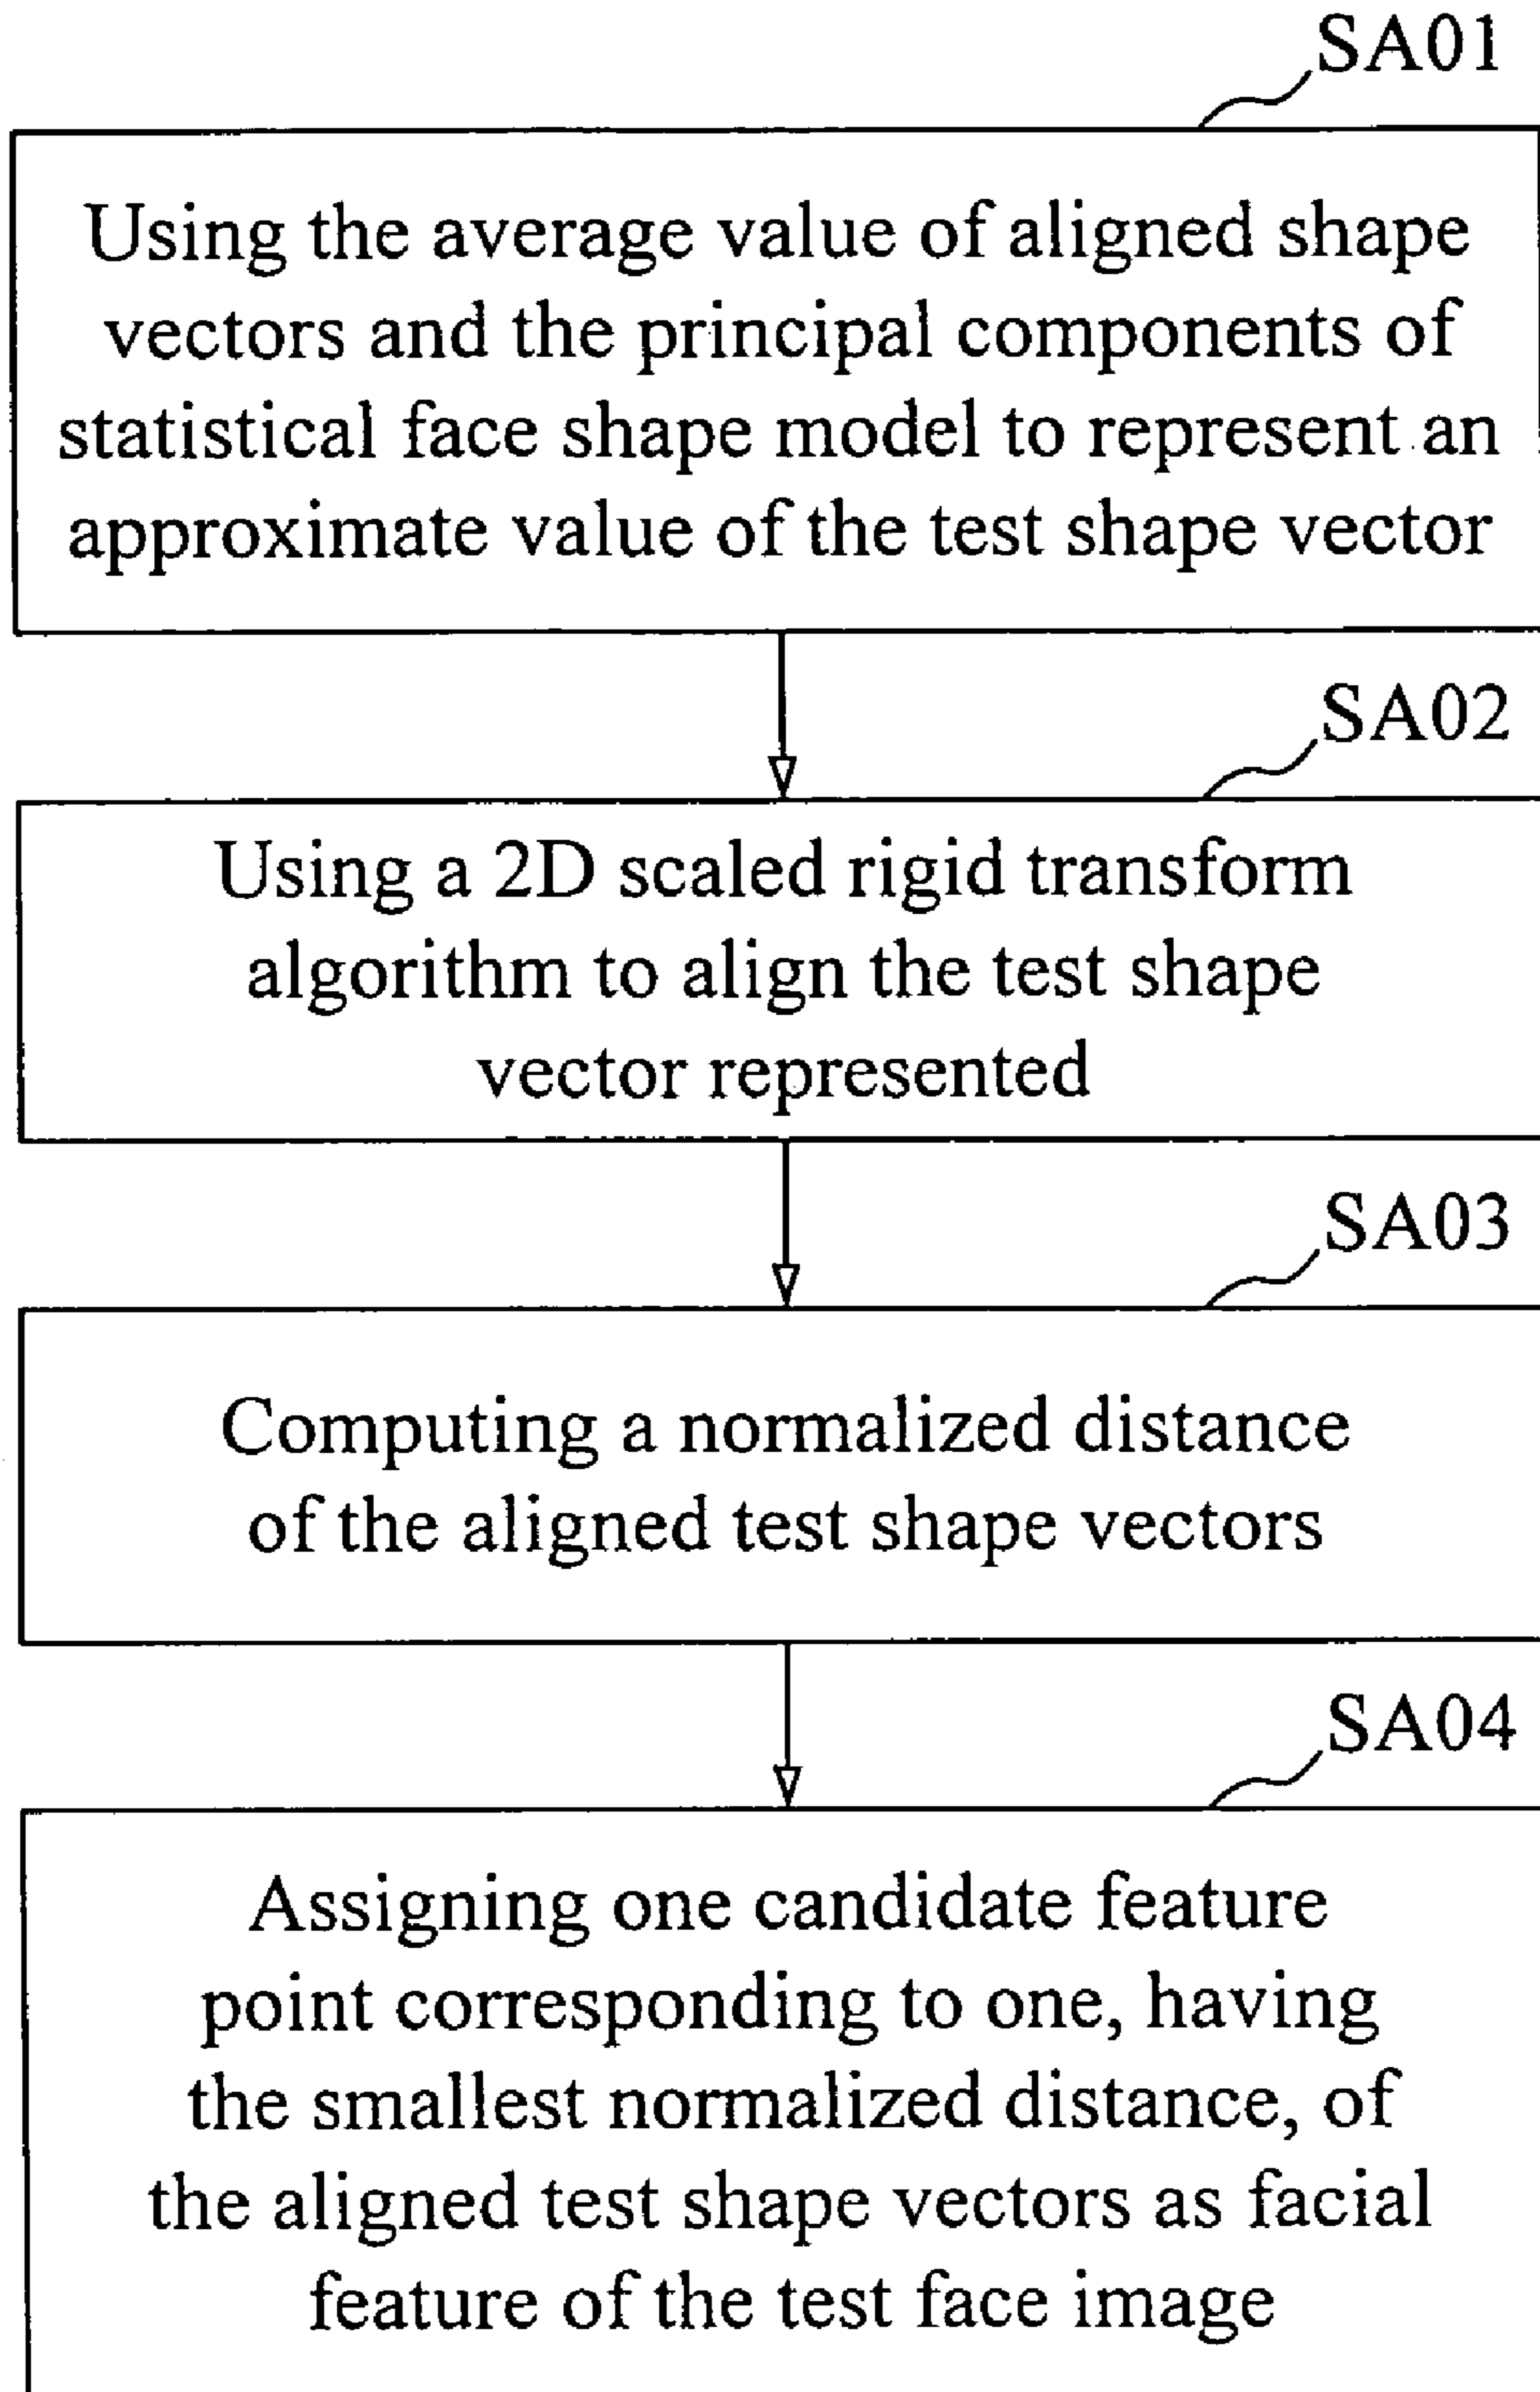 SA01
Using the average value of aligned shape
vectors and the principal components of
statistical face shape model to represent an
approximate value of the test shape vector
SA02
Using a 2D scaled rigid transform
algorithm to align the test shape
vector represented
SA03
Computing a normalized distance
of the aligned test shape vectors
SA04
Assigning one candidate feature
point corresponding to one, having
the smallest normalized distance, of
the aligned test shape vectors as facial
feature of the test face image